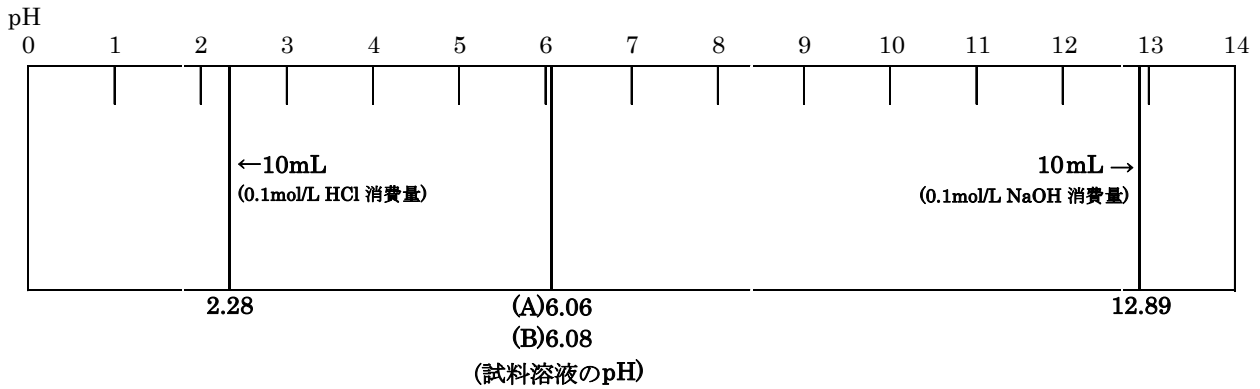 pH
0 1 2 3 4 5 6 7 8 9 10 11 12 13 14
←10mL
(0.1mol/L HCl 消費量)
10mL→
(0.1mol/L NaOH 消費量)
2.28
(A)6.06
(B)6.08
(試料溶液のpH)
12.89